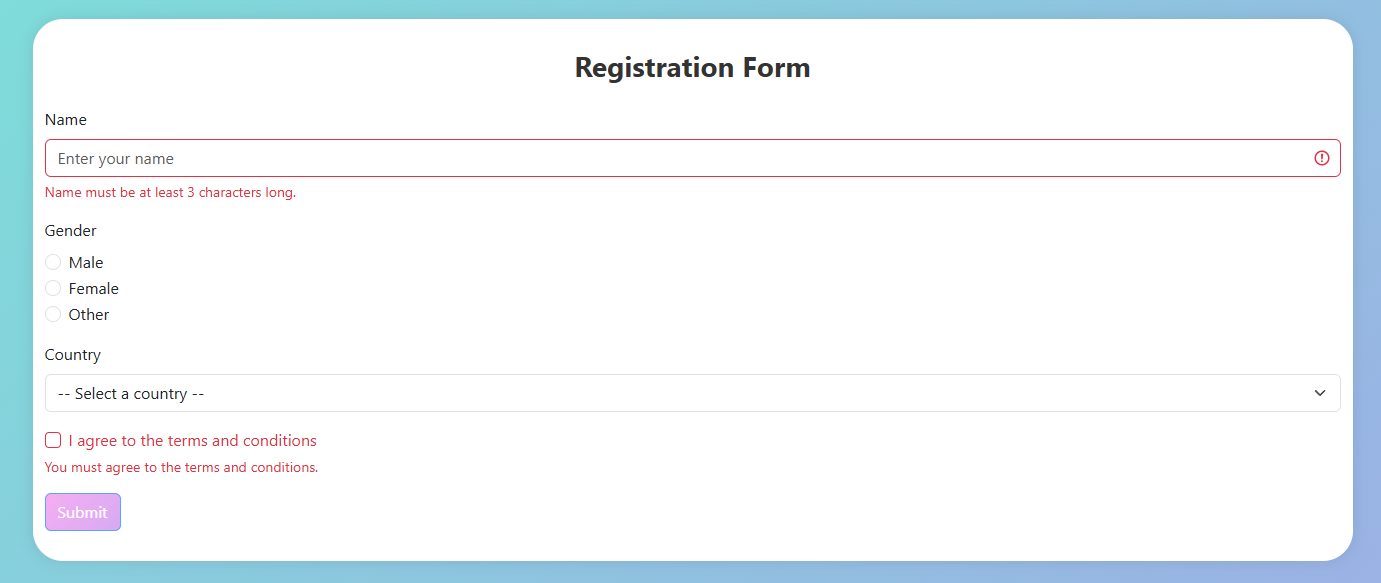 Registration Form
Name
Enter your name
Name must be at least 3 characters long.
Gender
Male
Female
Other
Country
-- Select a country --
I agree to the terms and conditions
You must agree to the terms and conditions.
Submit